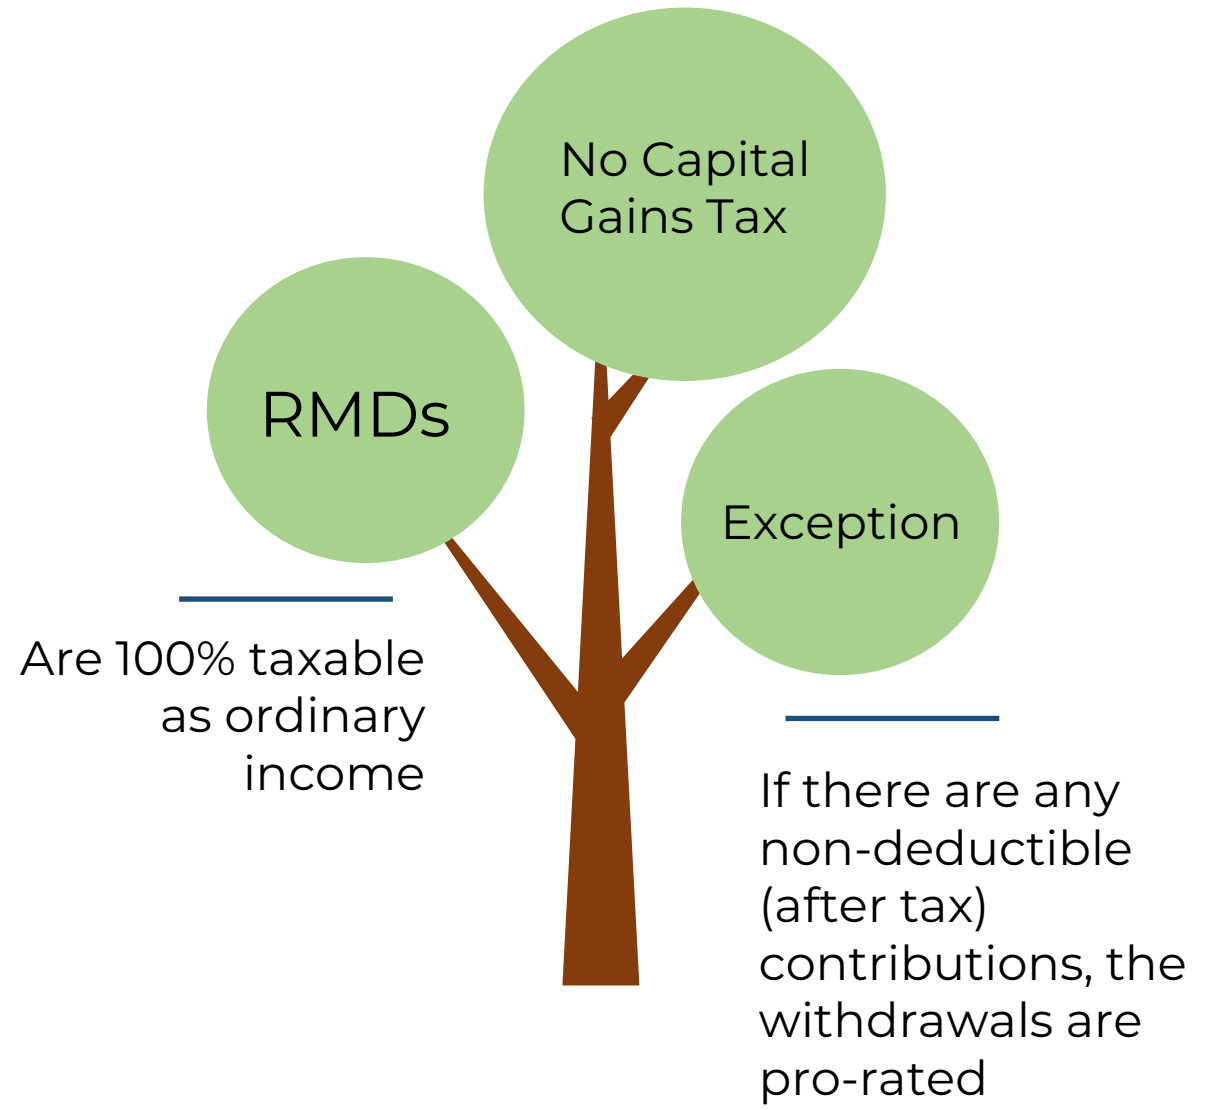 No Capital
Gains Tax
RMDs
Are 100% taxable
as ordinary
income
Exception
If there are any
non-deductible
(after tax)
contributions, the
withdrawals are
pro-rated